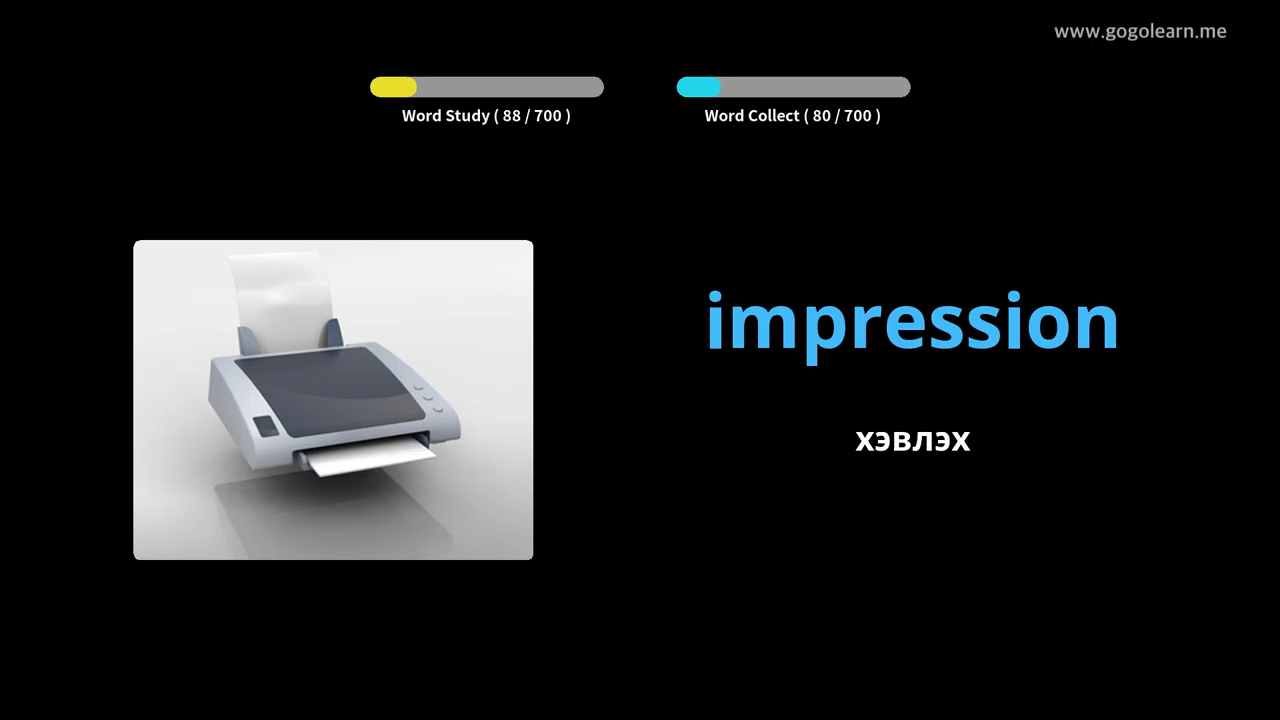 www.gogolearn.me
Word Study ( 88 / 700 )
Word Collect ( 80 / 700 )
impression
хэвлэх